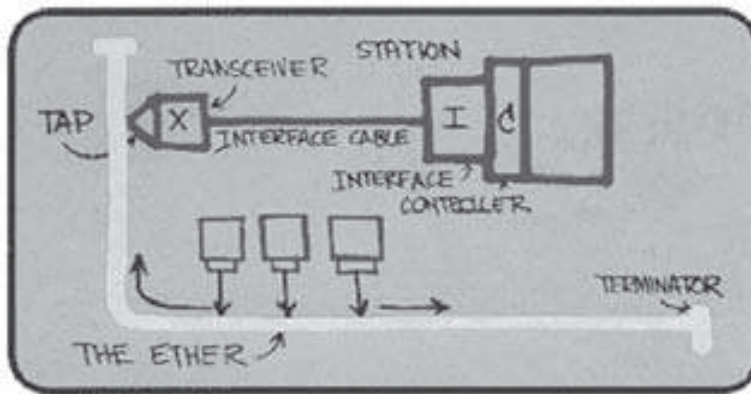 STATION
TRANSCEIVER
TAP
X
I
C
INTERFACE CABLE
INTERFACE
CONTROLLER
TERMINATOR
THE ETHER